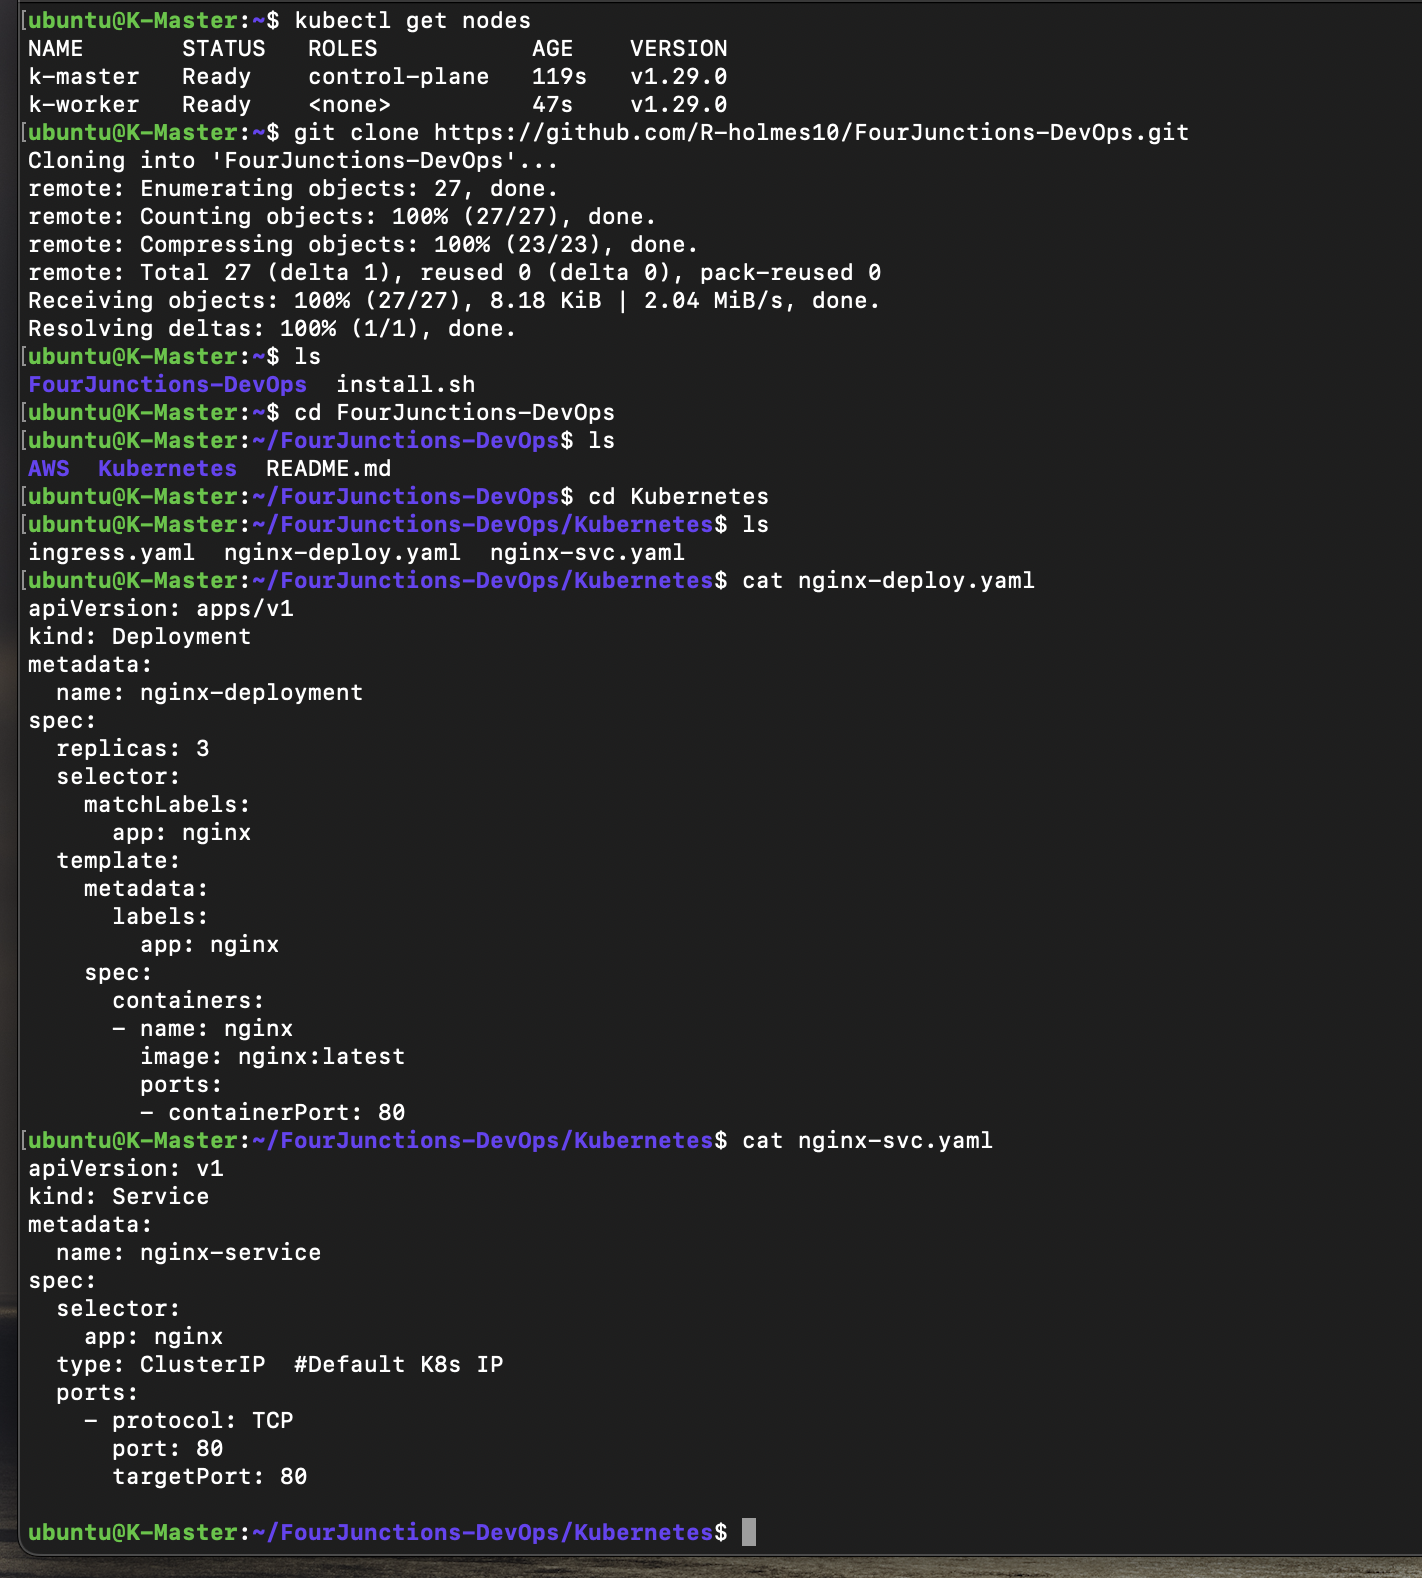 [ubuntu@K-Master:~$ kubectl get nodes
NAME       STATUS   ROLES           AGE    VERSION
k-master   Ready    control-plane   119s   v1.29.0
k-worker   Ready    <none>          47s    v1.29.0
[ubuntu@K-Master:~$ git clone https://github.com/R-holmes10/FourJunctions-DevOps.git
Cloning into 'FourJunctions-DevOps'...
remote: Enumerating objects: 27, done.
remote: Counting objects: 100% (27/27), done.
remote: Compressing objects: 100% (23/23), done.
remote: Total 27 (delta 1), reused 0 (delta 0), pack-reused 0
Receiving objects: 100% (27/27), 8.18 KiB | 2.04 MiB/s, done.
Resolving deltas: 100% (1/1), done.
[ubuntu@K-Master:~$ ls
FourJunctions-DevOps  install.sh
[ubuntu@K-Master:~$ cd FourJunctions-DevOps
[ubuntu@K-Master:~/FourJunctions-DevOps$ ls
AWS  Kubernetes  README.md
[ubuntu@K-Master:~/FourJunctions-DevOps$ cd Kubernetes
[ubuntu@K-Master:~/FourJunctions-DevOps/Kubernetes$ ls
ingress.yaml  nginx-deploy.yaml  nginx-svc.yaml
[ubuntu@K-Master:~/FourJunctions-DevOps/Kubernetes$ cat nginx-deploy.yaml
apiVersion: apps/v1
kind: Deployment
metadata:
  name: nginx-deployment
spec:
  replicas: 3
  selector:
    matchLabels:
      app: nginx
  template:
    metadata:
      labels:
        app: nginx
    spec:
      containers:
      - name: nginx
        image: nginx:latest
        ports:
        - containerPort: 80
[ubuntu@K-Master:~/FourJunctions-DevOps/Kubernetes$ cat nginx-svc.yaml
apiVersion: v1
kind: Service
metadata:
  name: nginx-service
spec:
  selector:
    app: nginx
  type: ClusterIP  #Default K8s IP
  ports:
    - protocol: TCP
      port: 80
      targetPort: 80
ubuntu@K-Master:~/FourJunctions-DevOps/Kubernetes$